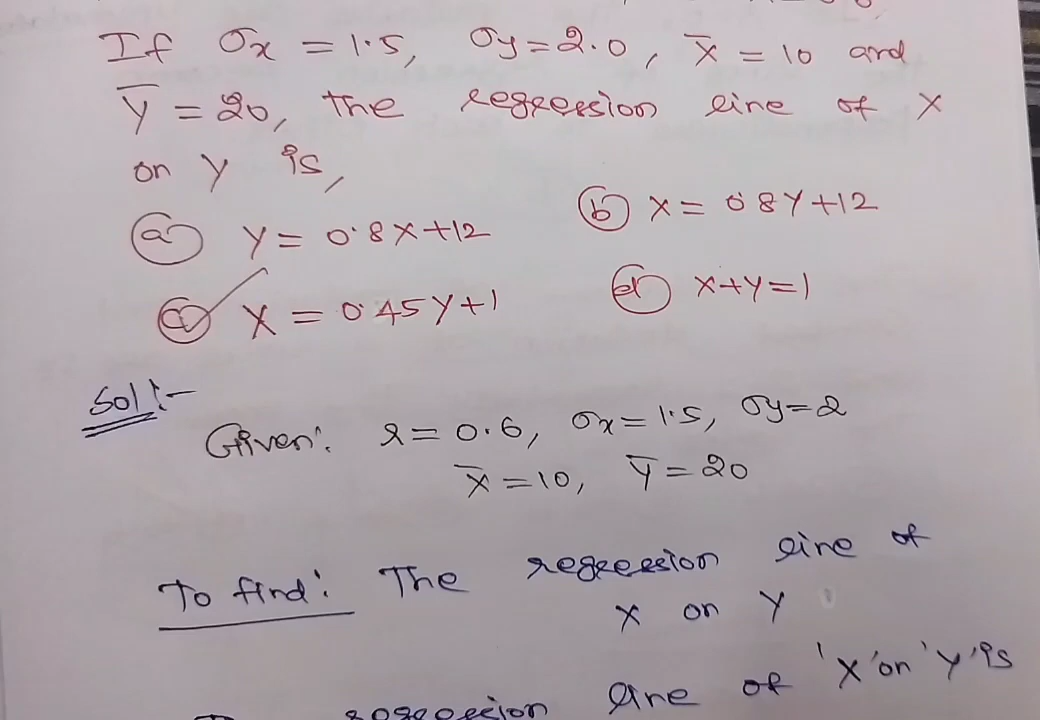 If σx = 1.5, σy = 2.0, x̄ = 10 and
ȳ = 20, the regression line of x
on y is,
(a) y = 0.8x+12
(b) x = 0.8y+12
(c) x = 0.45y+1
(d) x+y=1
Sol:-
Given: r = 0.6, σx = 1.5, σy = 2
x̄ = 10, ȳ = 20
To find: The regression line of
x on y
regression line of 'x' on 'y' is